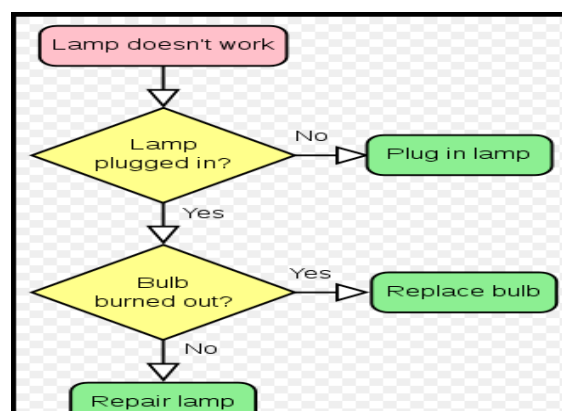 Lamp doesn't work
Lamp
plugged in?
No
Plug in lamp
Yes
Bulb
burned out?
Yes
Replace bulb
No
Repair lamp